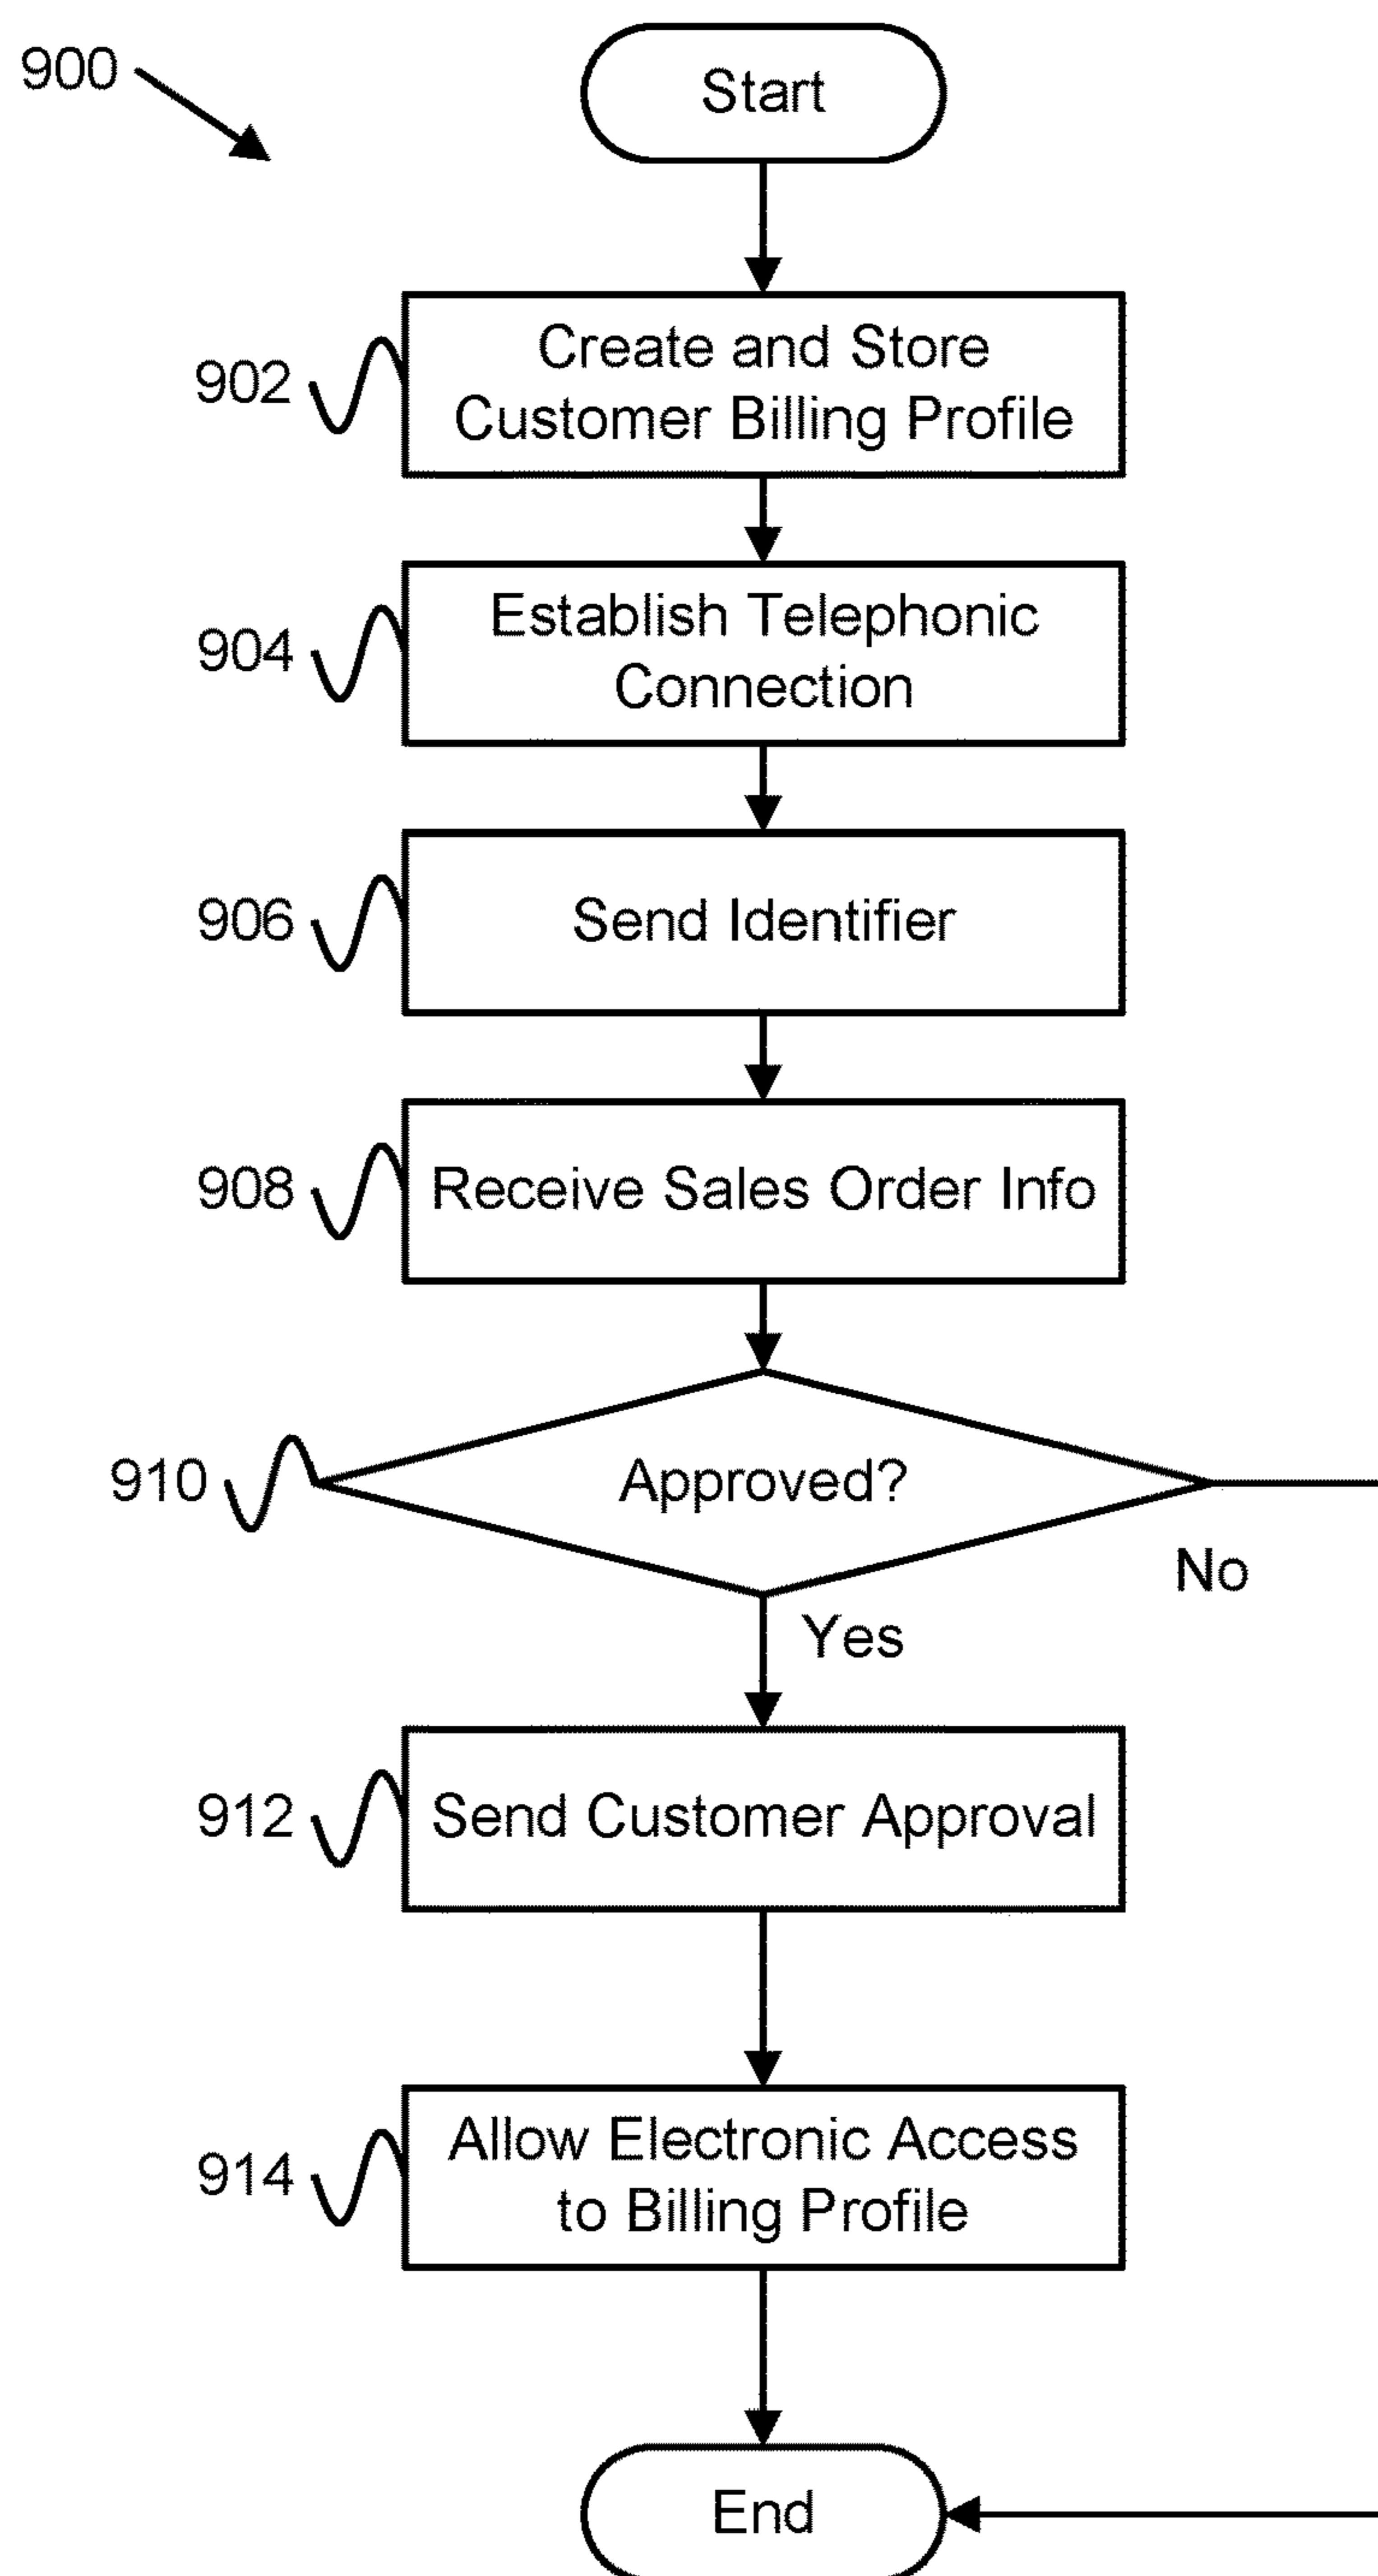 900
Start
902
Create and Store
Customer Billing Profile
904
Establish Telephonic
Connection
906
Send Identifier
908
Receive Sales Order Info
910
Approved?
No
Yes
912
Send Customer Approval
914
Allow Electronic Access
to Billing Profile
End